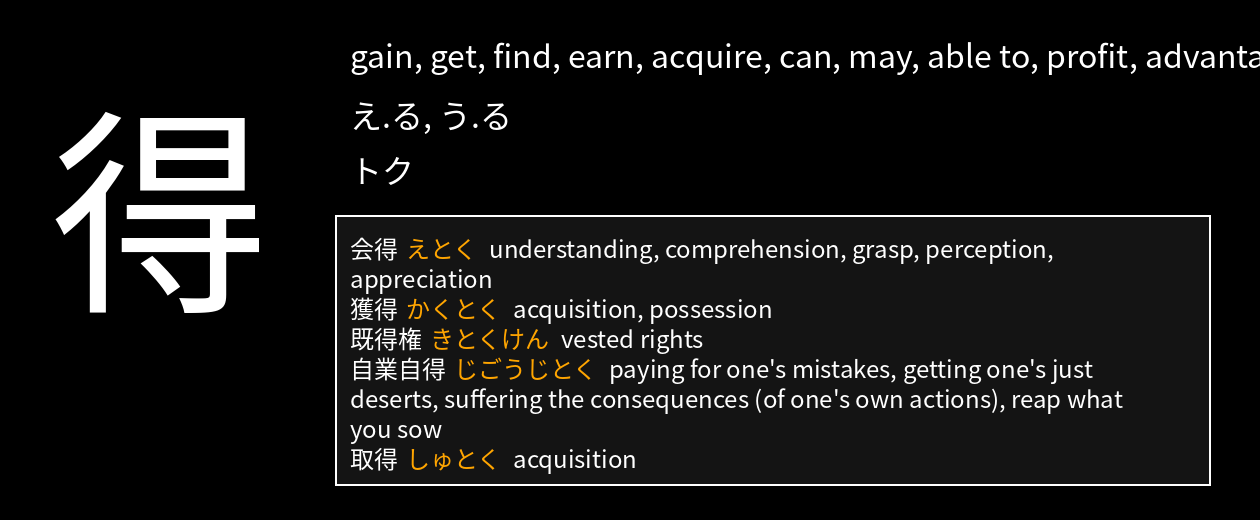 得
gain, get, find, earn, acquire, can, may, able to, profit, advanta
え.る, う.る
トク
会得 えとく understanding, comprehension, grasp, perception,
appreciation
獲得 かくとく acquisition, possession
既得権 きとくけん vested rights
自業自得 じごうじとく paying for one's mistakes, getting one's just
deserts, suffering the consequences (of one's own actions), reap what
you sow
取得 しゅとく acquisition